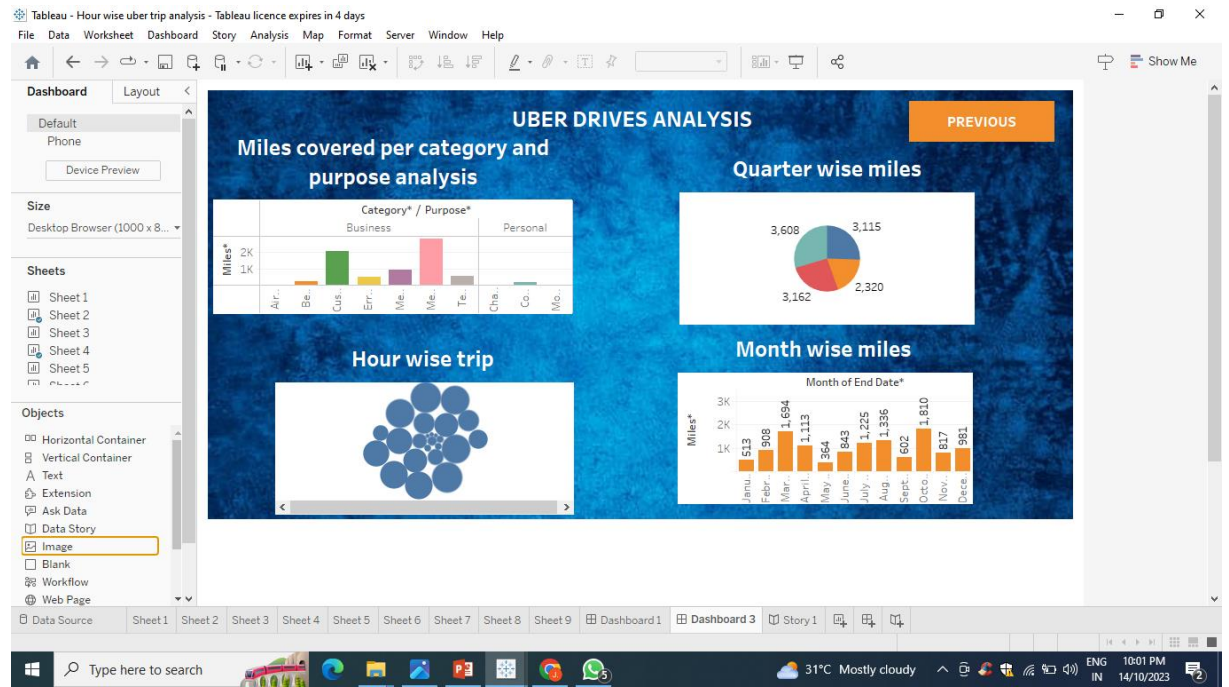 Tableau - Hour wise uber trip analysis - Tableau licence expires in 4 days
File Data Worksheet Dashboard Story Analysis Map Format Server Window Help
Show Me
Dashboard Layout
Default
Phone
Device Preview
Size
Desktop Browser (1000 x 8...
Sheets
Sheet 1
Sheet 2
Sheet 3
Sheet 4
Sheet 5
Objects
Horizontal Container
Vertical Container
Text
Extension
Ask Data
Data Story
Image
Blank
Workflow
Web Page
UBER DRIVES ANALYSIS
PREVIOUS
Miles covered per category and
purpose analysis
Category* / Purpose*
Business Personal
Miles*
2K
1K
Air..
Be..
Cus..
Err..
Me..
Me..
Te..
Cha..
Co..
Mo..
Quarter wise miles
3,608 3,115
3,162 2,320
Hour wise trip
Month wise miles
Month of End Date*
Miles*
3K
2K
1K
513
908
1,694
1,113
364
843
1,225
1,336
602
1,810
817
981
Janu..
Febr..
Mar..
April..
May ..
June..
July ..
Aug..
Sept..
Octo..
Nov..
Dece..
Data Source Sheet 1 Sheet 2 Sheet 3 Sheet 4 Sheet 5 Sheet 6 Sheet 7 Sheet 8 Sheet 9 Dashboard 1 Dashboard 3 Story 1
Type here to search
5
31°C Mostly cloudy
ENG
IN
10:01 PM
14/10/2023
2